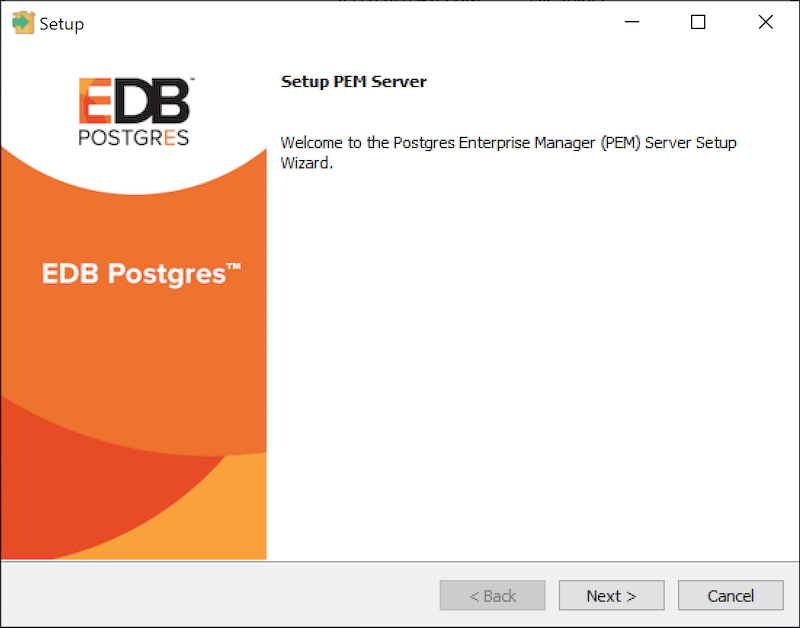 Setup
EDB™
POSTGRES
Setup PEM Server
Welcome to the Postgres Enterprise Manager (PEM) Server Setup
Wizard.
EDB Postgres™
< Back
Next >
Cancel